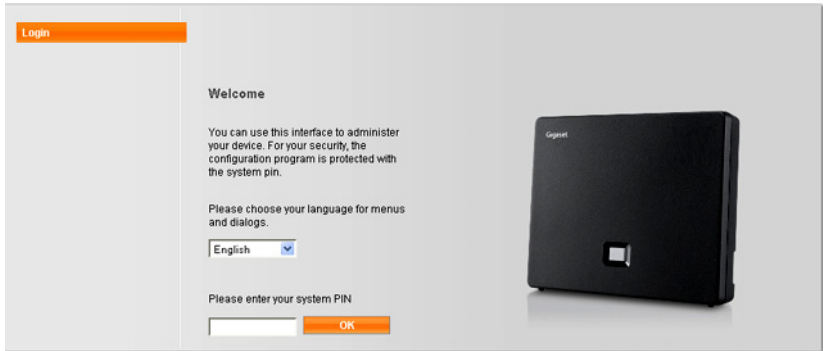 Login
Welcome
You can use this interface to administer
your device. For your security, the
configuration program is protected with
the system pin.
Please choose your language for menus
and dialogs.
English
Please enter your system PIN
OK
Gigaset